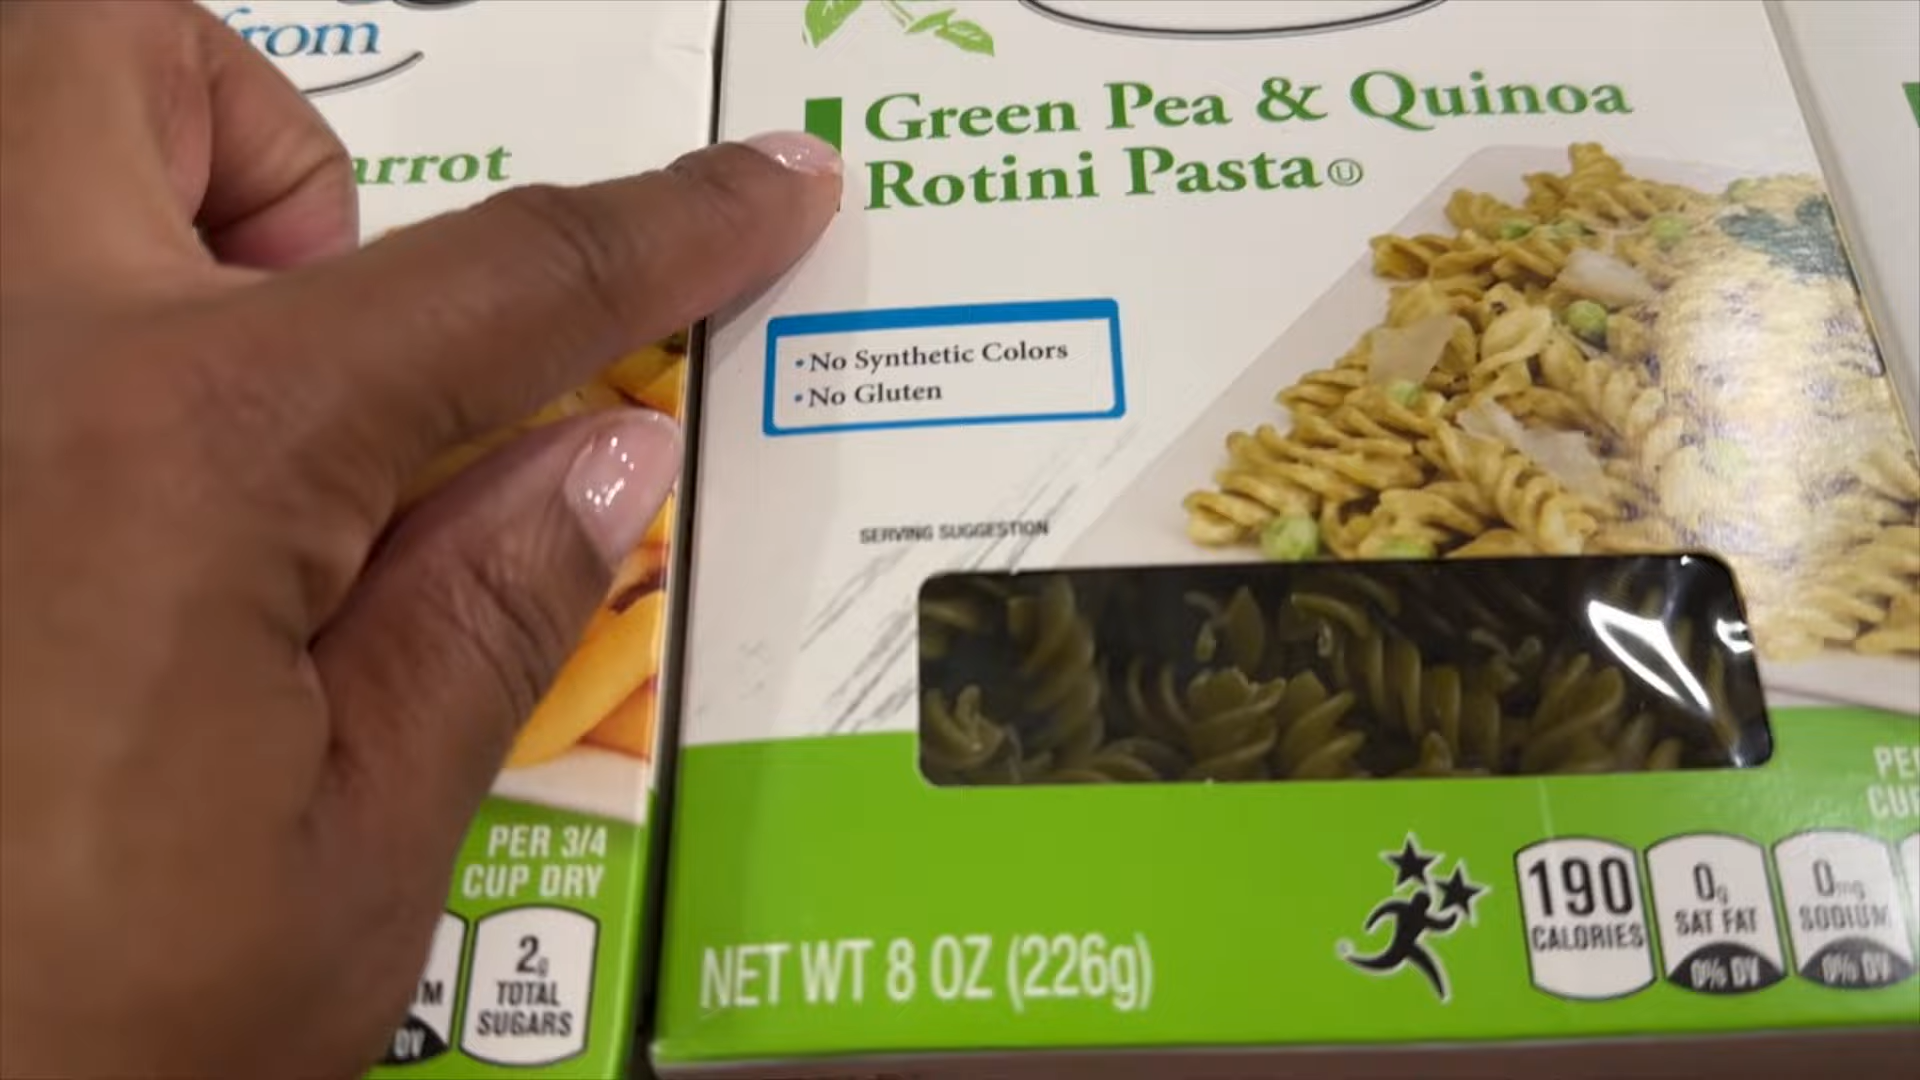 from
arrot
Green Pea & Quinoa
Rotini Pasta Ⓤ
• No Synthetic Colors
• No Gluten
SERVING SUGGESTION
PER 3/4
CUP DRY
2g
TOTAL
SUGARS
DV
NET WT 8 OZ (226g)
190
CALORIES
0g
SAT FAT
0% DV
0mg
SODIUM
0% DV